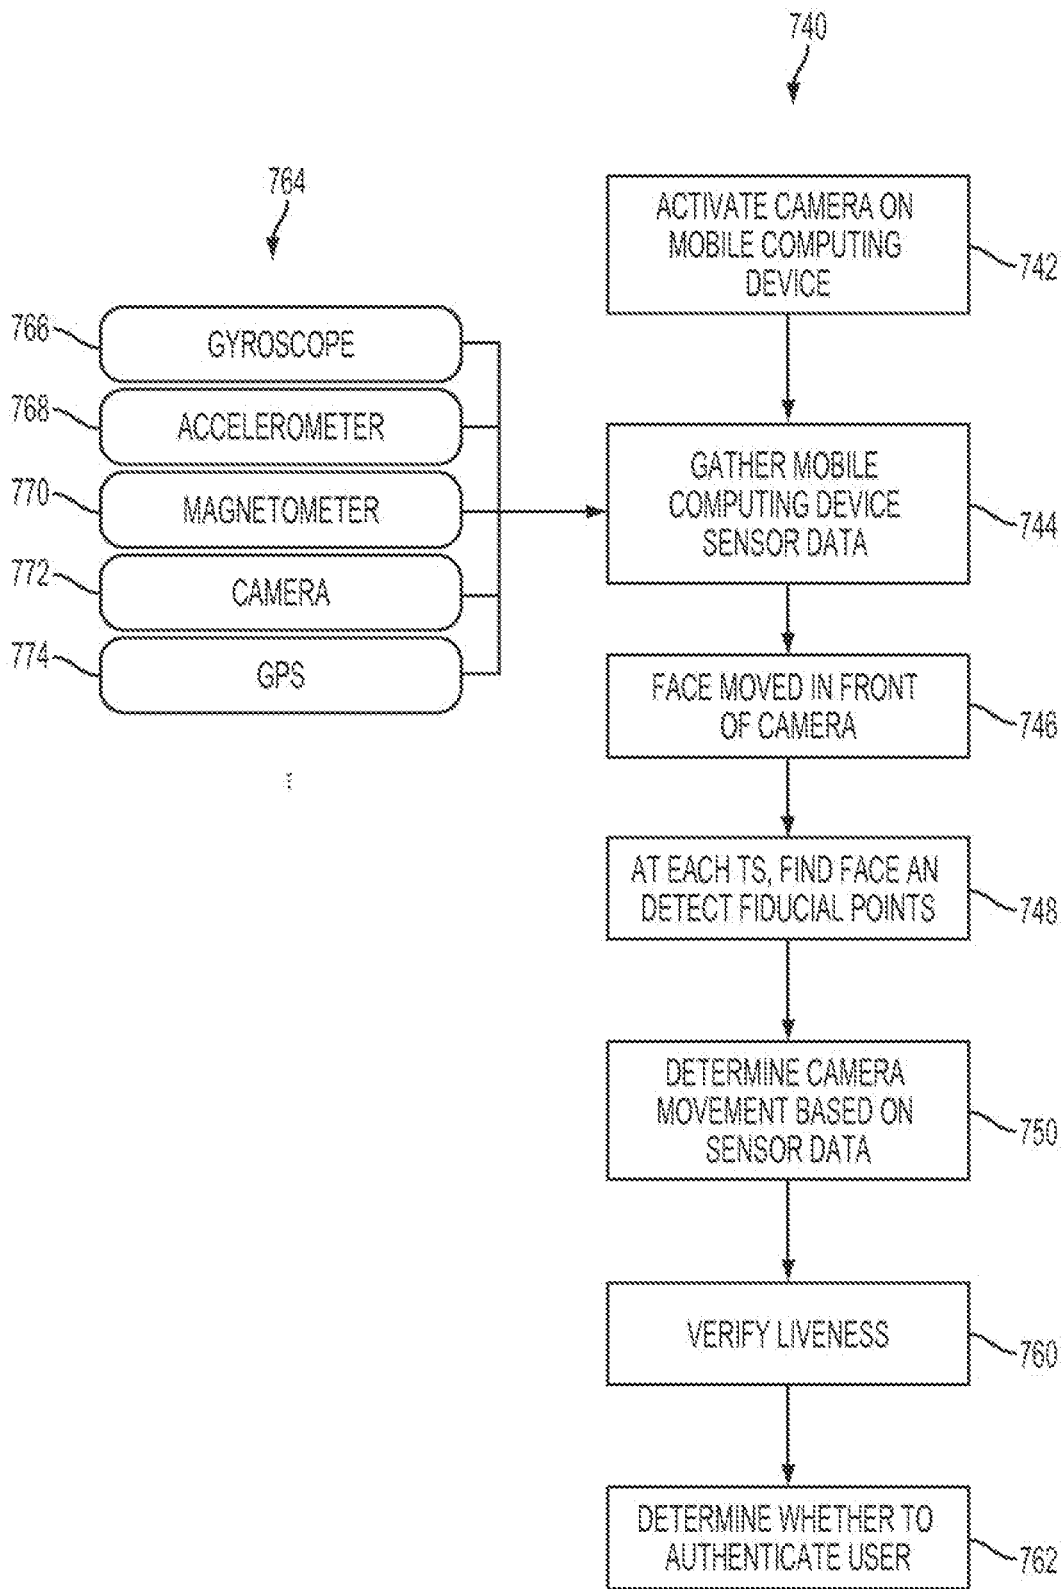 740
764
ACTIVATE CAMERA ON
MOBILE COMPUTING
DEVICE
742
766
GYROSCOPE
768
ACCELEROMETER
770
MAGNETOMETER
772
CAMERA
774
GPS
GATHER MOBILE
COMPUTING DEVICE
SENSOR DATA
744
FACE MOVED IN FRONT
OF CAMERA
746
AT EACH TS, FIND FACE AN
DETECT FIDUCIAL POINTS
748
DETERMINE CAMERA
MOVEMENT BASED ON
SENSOR DATA
750
VERIFY LIVENESS
760
DETERMINE WHETHER TO
AUTHENTICATE USER
762